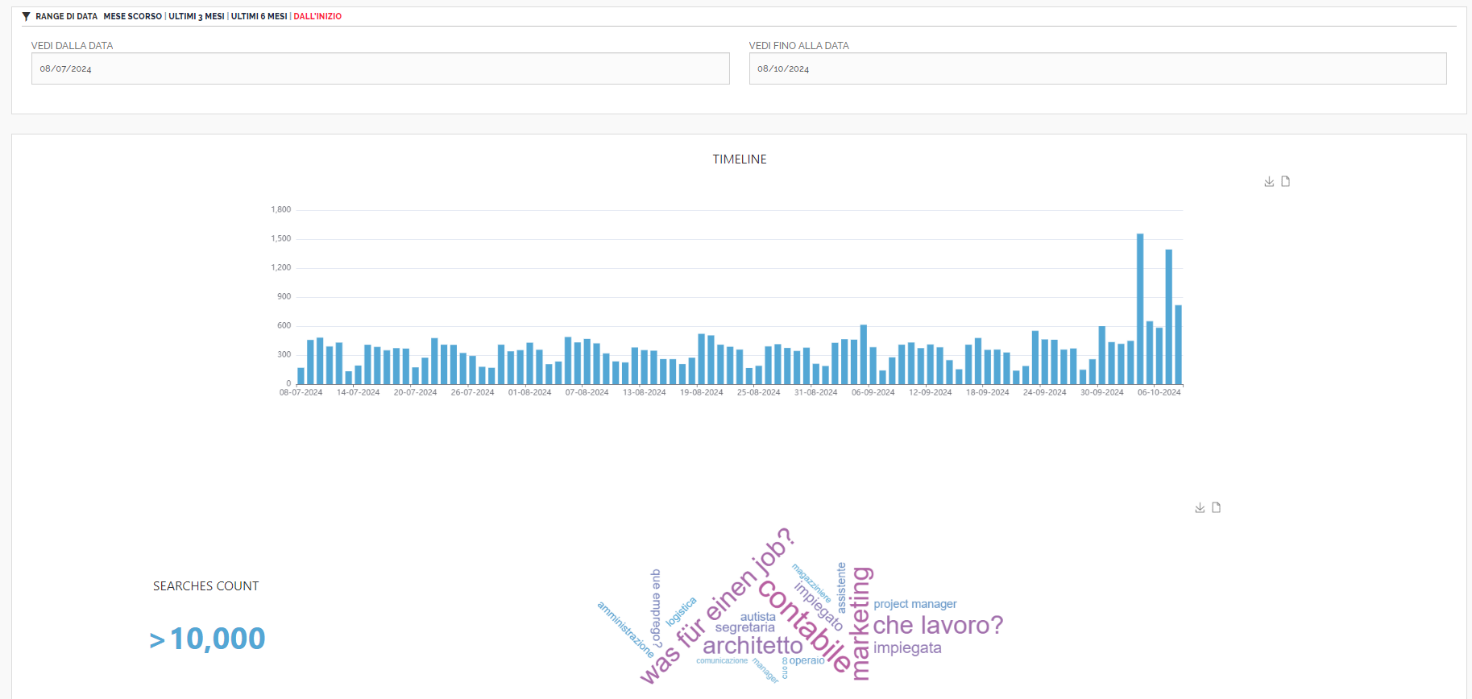 RANGE DI DATA MESE SCORSO | ULTIMI 3 MESI | ULTIMI 6 MESI | DALL'INIZIO
VEDI DALLA DATA
08/07/2024
VEDI FINO ALLA DATA
08/10/2024
TIMELINE
1,800
1,500
1,200
900
600
300
0
08-07-2024 14-07-2024 20-07-2024 26-07-2024 01-08-2024 07-08-2024 13-08-2024 19-08-2024 25-08-2024 31-08-2024 06-09-2024 12-09-2024 18-09-2024 24-09-2024 30-09-2024 06-10-2024
SEARCHES COUNT
>10,000
was für einen job?
contabile
marketing
che lavoro?
architetto
impiegata
impiegato
project manager
assistente
magazziniere
autista
segretaria
que emprego?
logistica
amministrazione
comunicazione
manager
cuoco
operaio